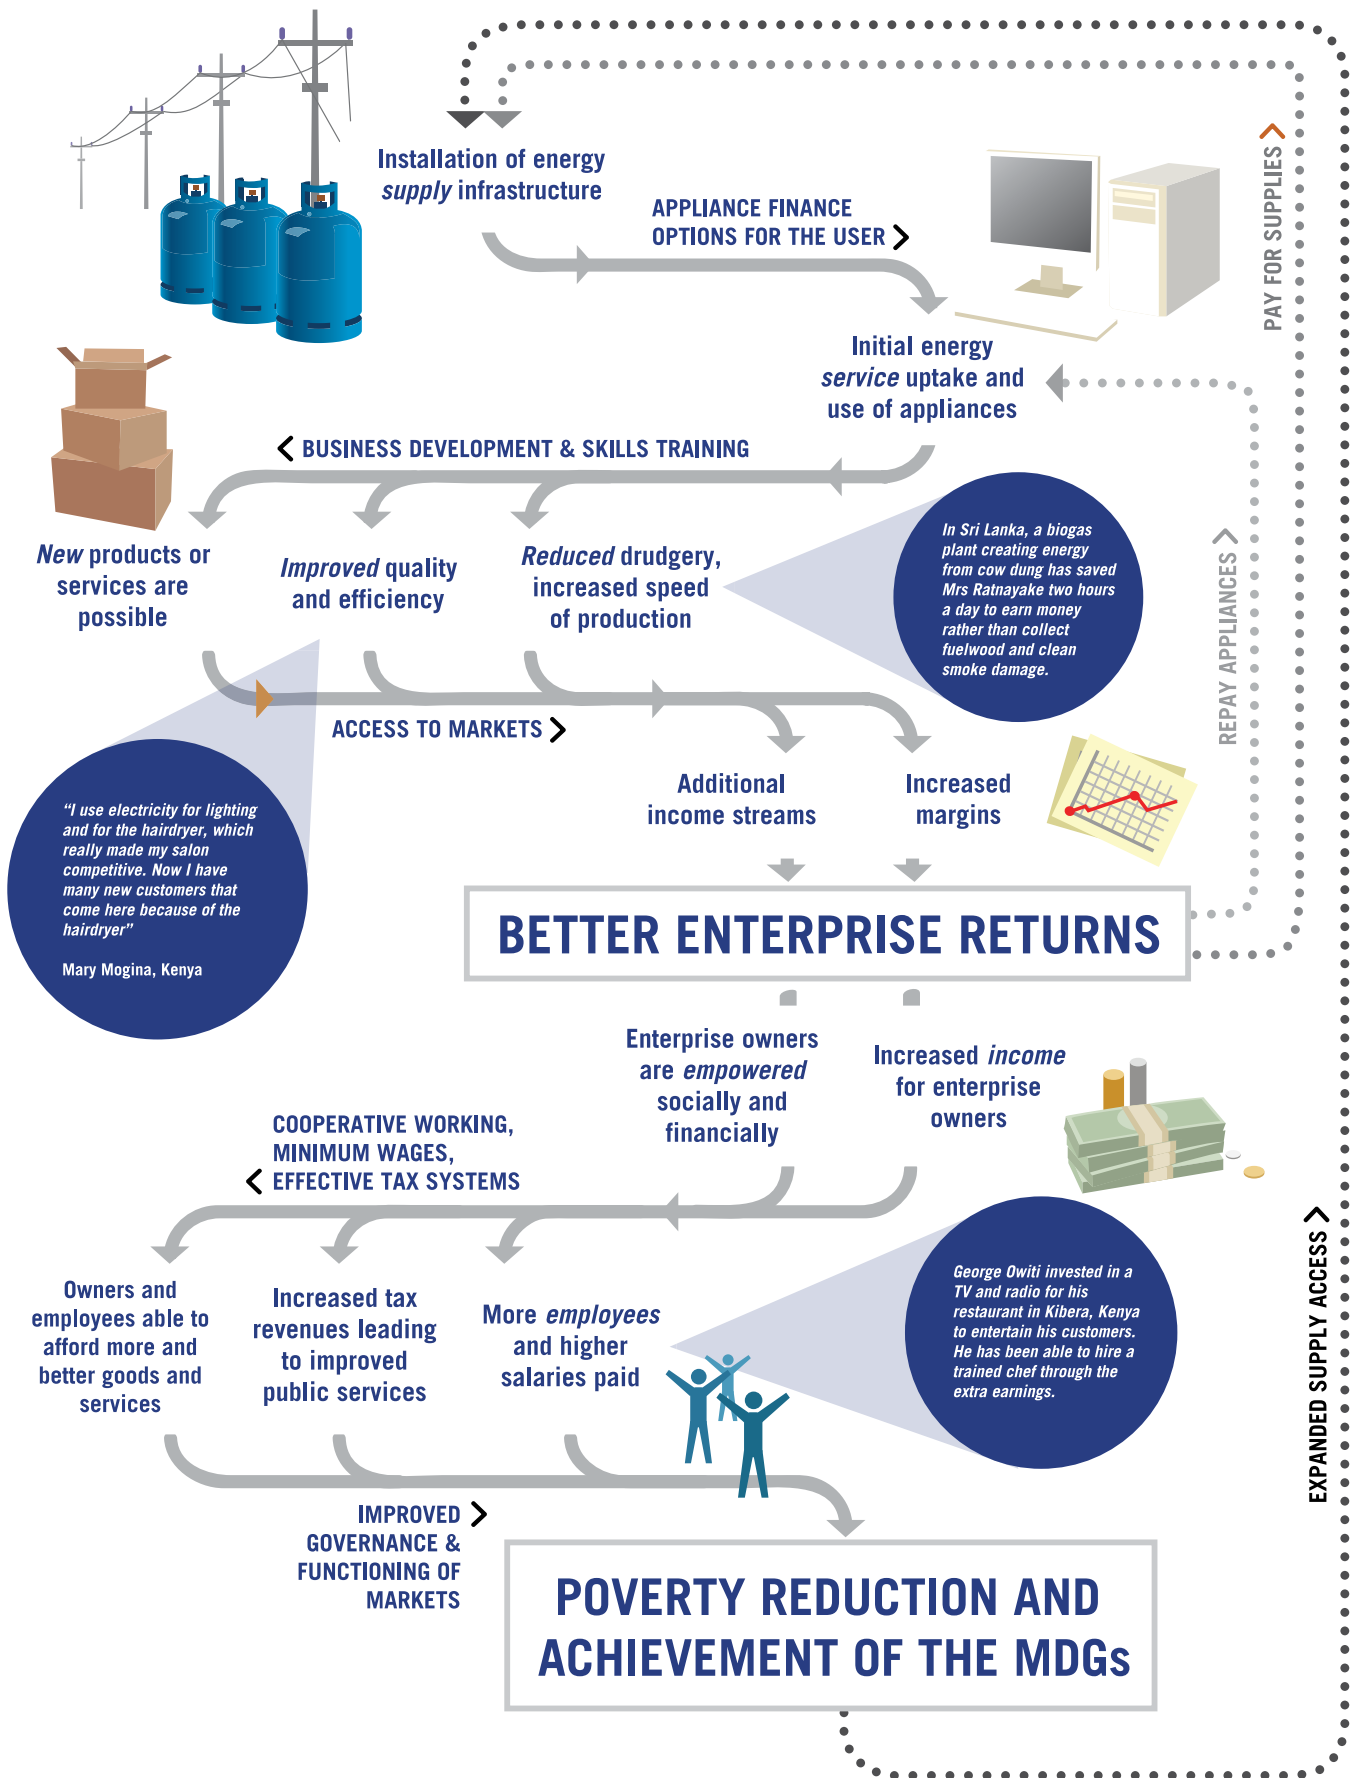 Installation of energy
supply infrastructure
APPLIANCE FINANCE
OPTIONS FOR THE USER >
PAY FOR SUPPLIES >
Initial energy
service uptake and
use of appliances
< BUSINESS DEVELOPMENT & SKILLS TRAINING
New products or
services are
possible
Improved quality
and efficiency
Reduced drudgery,
increased speed
of production
In Sri Lanka, a biogas
plant creating energy
from cow dung has saved
Mrs Ratnayake two hours
a day to earn money
rather than collect
fuelwood and clean
smoke damage.
REPAY APPLIANCES >
ACCESS TO MARKETS >
"I use electricity for lighting
and for the hairdryer, which
really made my salon
competitive. Now I have
many new customers that
come here because of the
hairdryer"
Mary Mogina, Kenya
Additional
income streams
Increased
margins
BETTER ENTERPRISE RETURNS
Enterprise owners
are empowered
socially and
financially
Increased income
for enterprise
owners
COOPERATIVE WORKING,
MINIMUM WAGES,
< EFFECTIVE TAX SYSTEMS
Owners and
employees able to
afford more and
better goods and
services
Increased tax
revenues leading
to improved
public services
More employees
and higher
salaries paid
George Owiti invested in a
TV and radio for his
restaurant in Kibera, Kenya
to entertain his customers.
He has been able to hire a
trained chef through the
extra earnings.
EXPANDED SUPPLY ACCESS >
IMPROVED >
GOVERNANCE &
FUNCTIONING OF
MARKETS
POVERTY REDUCTION AND
ACHIEVEMENT OF THE MDGs